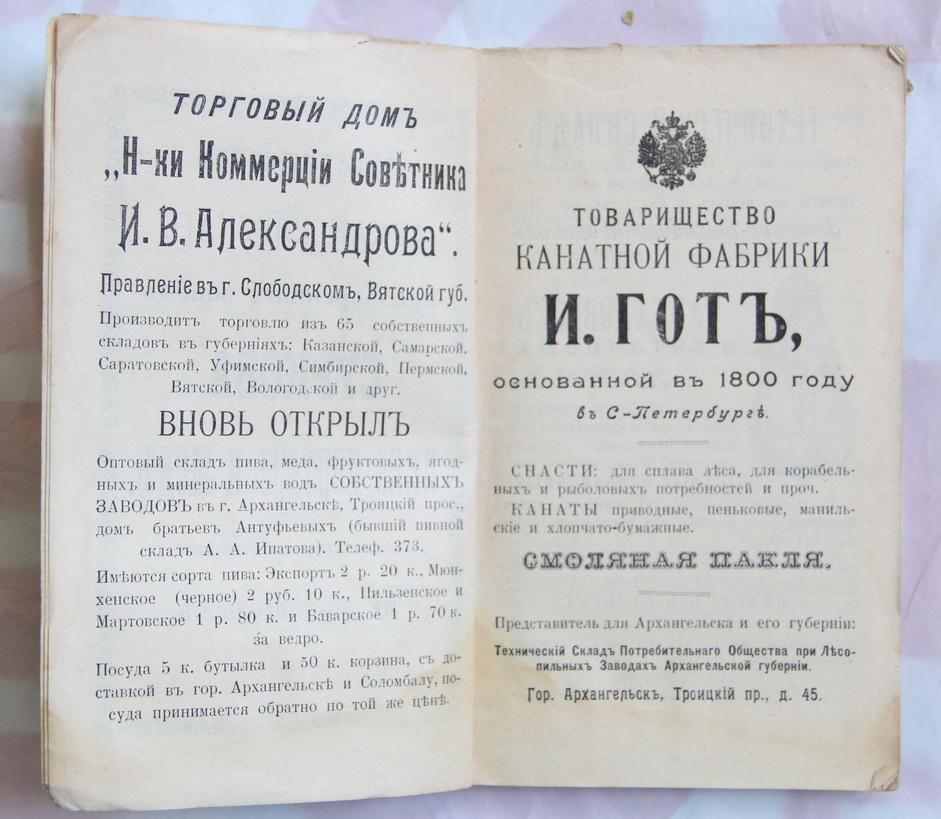 ТОРГОВЫЙ ДОМЪ
„Н-ки Коммерціи Совѣтника
И. В. Александрова“.
Правленіе въ г. Слободскомъ, Вятской губ.
Производитъ торговлю изъ 65 собственныхъ
складовъ въ губерніяхъ: Казанской, Самарской,
Саратовской, Уфимской, Симбирской, Пермской,
Вятской, Вологодской и друг.
ВНОВЬ ОТКРЫЛЪ
Оптовый складъ пива, меда, фруктовыхъ, ягод-
ныхъ и минеральныхъ водъ СОБСТВЕННЫХЪ
ЗАВОДОВЪ въ г. Архангельскѣ, Троицкій прос.,
домъ братьевъ Антуфьевыхъ (бывшій пивной
складъ А. А. Ипатова). Телеф. 373.
Имѣются сорта пива: Экспортъ 2 р. 20 к., Мюн-
хенское (черное) 2 руб. 10 к., Пильзенское и
Мартовское 1 р. 80 к. и Баварское 1 р. 70 к.
за ведро.
Посуда 5 к. бутылка и 50 к. корзина, съ до-
ставкой въ гор. Архангельскѣ и Соломбалу, по-
суда принимается обратно по той же цѣнѣ.
ТОВАРИЩЕСТВО
КАНАТНОЙ ФАБРИКИ
И. ГОТЪ,
основанной въ 1800 году
въ С-Петербургѣ.
СНАСТИ: для сплава лѣса, для корабель-
ныхъ и рыболовныхъ потребностей и проч.
КАНАТЫ приводные, пеньковые, маниль-
скіе и хлопчато-бумажные.
СМОЛЯНАЯ ПАКЛЯ.
Представитель для Архангельска и его губерніи:
Техническій Складъ Потребительнаго Общества при Лѣсо-
пильныхъ Заводахъ Архангельской губерніи.
Гор. Архангельскъ, Троицкій пр., д. 45.